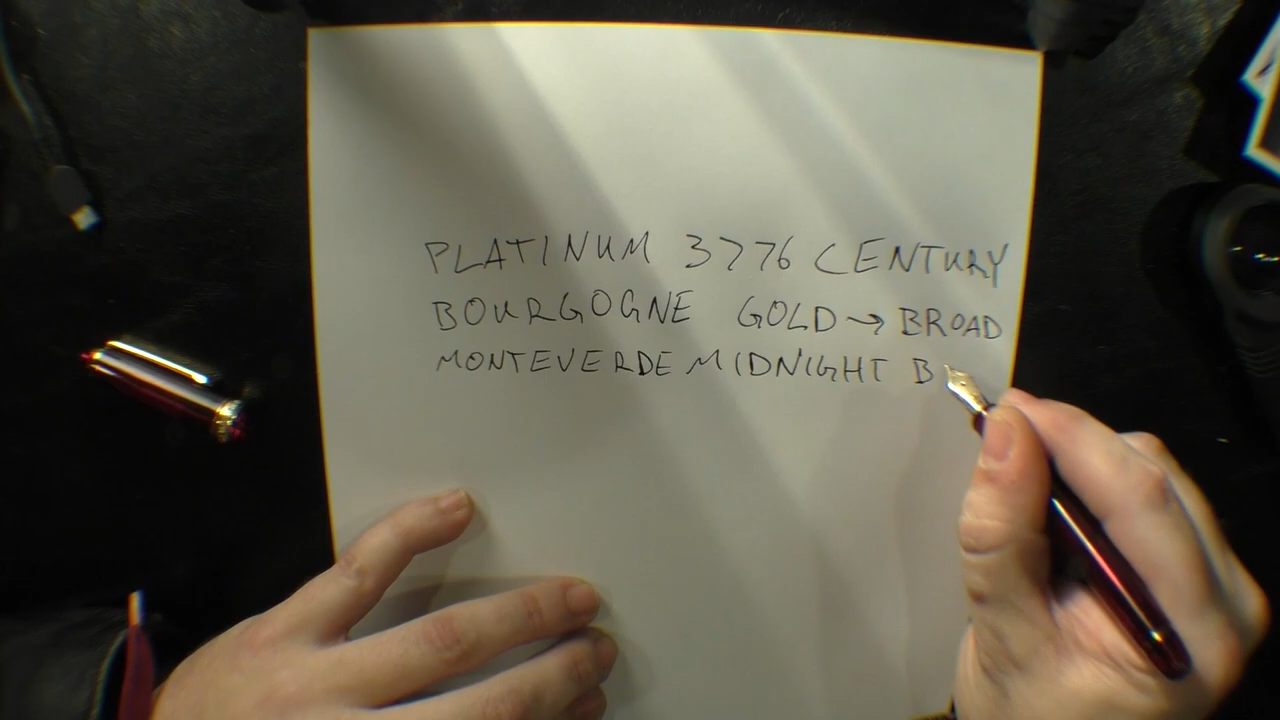 PLATINUM 3776 CENTURY
BOURGOGNE GOLD → BROAD
MONTEVERDE MIDNIGHT B